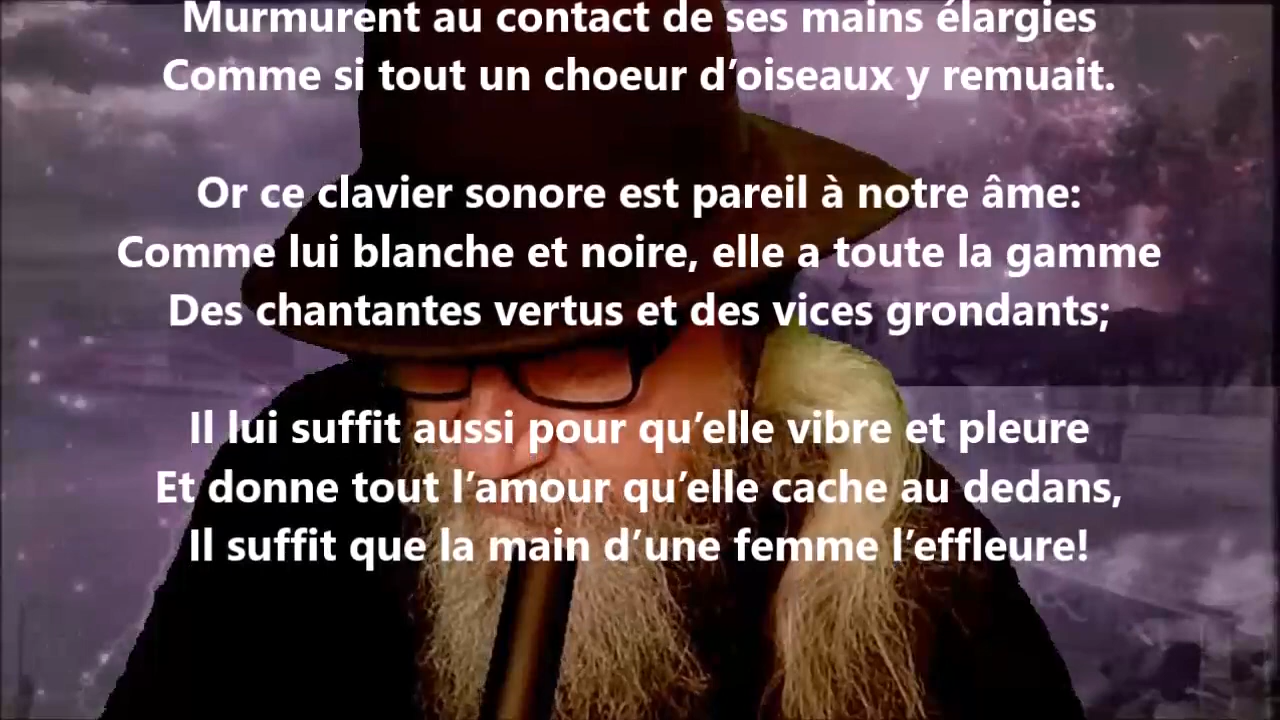 Murmurent au contact de ses mains élargies
Comme si tout un choeur d’oiseaux y remuait.
Or ce clavier sonore est pareil à notre âme:
Comme lui blanche et noire, elle a toute la gamme
Des chantantes vertus et des vices grondants;
Il lui suffit aussi pour qu’elle vibre et pleure
Et donne tout l’amour qu’elle cache au dedans,
Il suffit que la main d’une femme l’effleure!